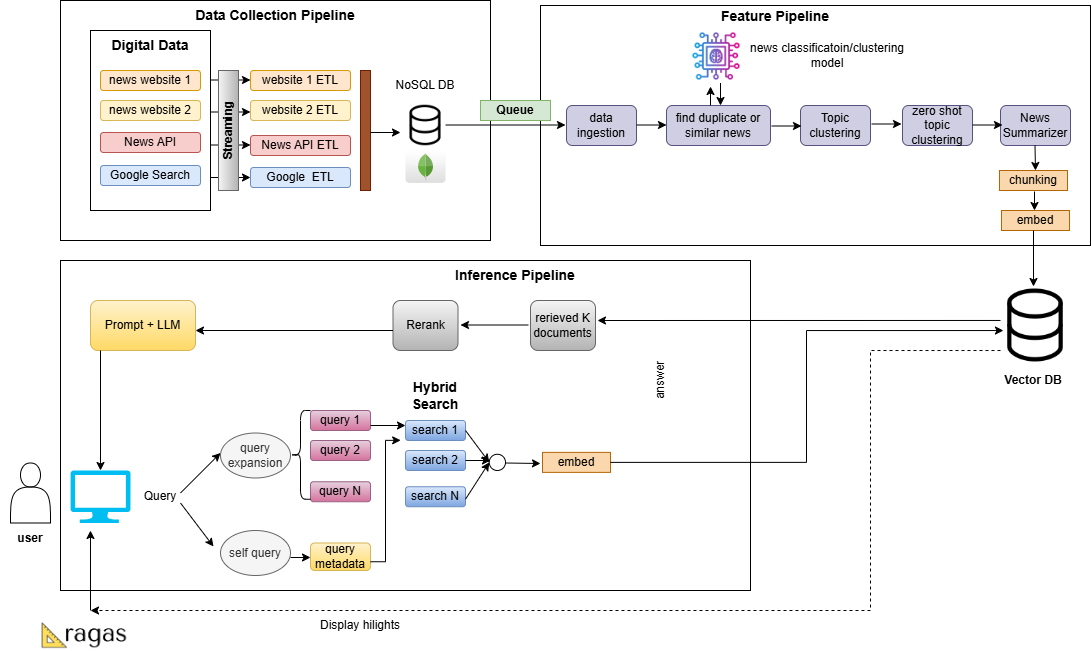 Data Collection Pipeline
Digital Data
news website 1
news website 2
News API
Google Search
Streaming
website 1 ETL
website 2 ETL
News API ETL
Google ETL
NoSQL DB
Queue
Feature Pipeline
news classificatoin/clustering
model
data
ingestion
find duplicate or
similar news
Topic
clustering
zero shot
topic
clustering
News
Summarizer
chunking
embed
Vector DB
Inference Pipeline
Prompt + LLM
Rerank
rerieved K
documents
answer
Hybrid
Search
query 1
query 2
query N
search 1
search 2
search N
embed
query
expansion
Query
self query
query
metadata
user
Display hilights
ragas